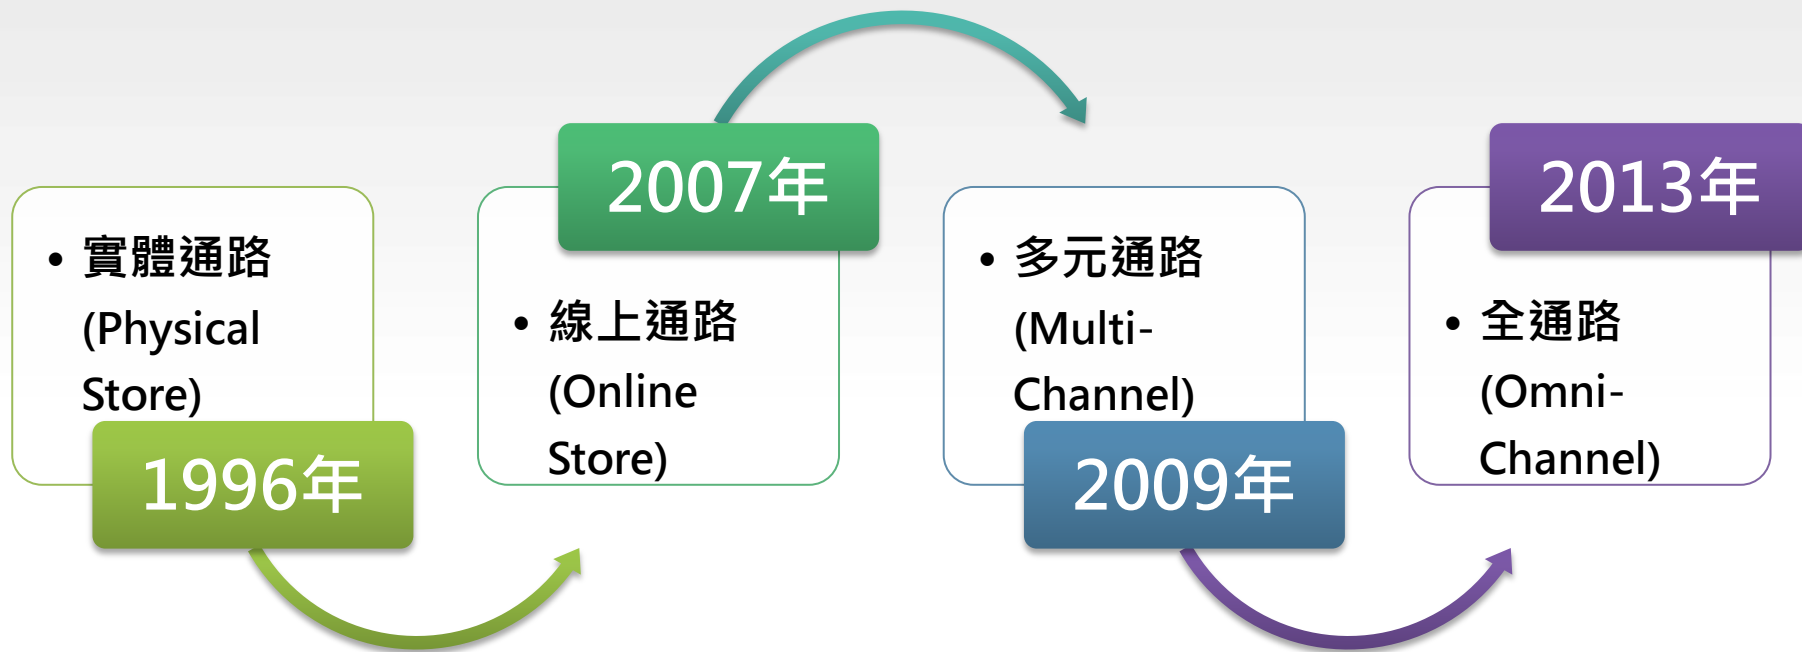 • 實體通路
(Physical
Store)
1996年
2007年
• 線上通路
(Online
Store)
• 多元通路
(Multi-
Channel)
2009年
2013年
• 全通路
(Omni-
Channel)